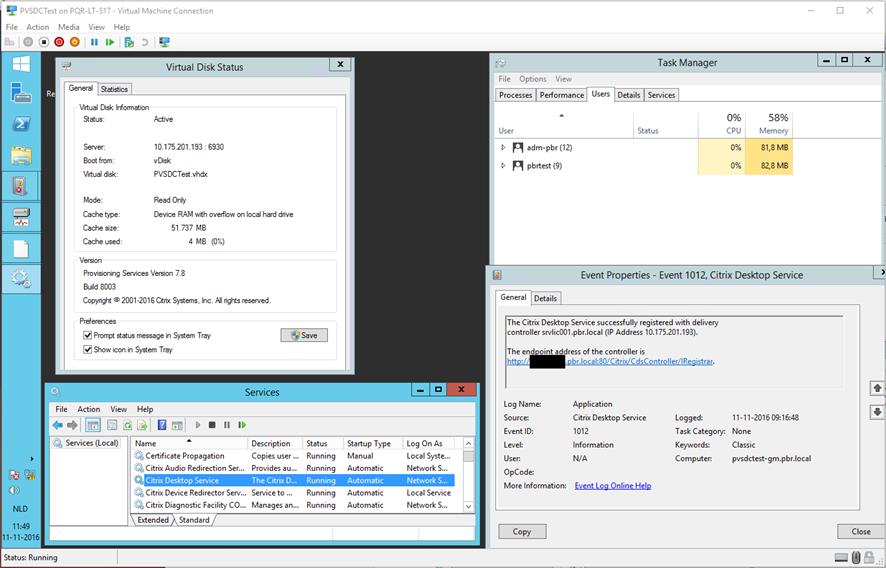 PVSDCTest on PQR-LT-517 - Virtual Machine Connection
File Action Media View Help
Re
Virtual Disk Status
General Statistics
Virtual Disk Information
Status: Active
Server: 10.175.201.193 : 6930
Boot from: vDisk
Virtual disk: PVSDCTest.vhdx
Mode: Read Only
Cache type: Device RAM with overflow on local hard drive
Cache size: 51.737 MB
Cache used: 4 MB (0%)
Version
Provisioning Services Version 7.8
Build 8003
Copyright © 2001-2016 Citrix Systems, Inc. All rights reserved.
Preferences
Prompt status message in System Tray
Save
Show icon in System Tray
Task Manager
File Options View
Processes Performance Users Details Services
0% 58%
User Status CPU Memory
adm-pbr (12) 0% 81,8 MB
pbrtest (9) 0% 82,8 MB
Event Properties - Event 1012, Citrix Desktop Service
General Details
The Citrix Desktop Service successfully registered with delivery
controller srvlic001.pbr.local (IP Address 10.175.201.193).
The endpoint address of the controller is
http:// .pbr.local:80/Citrix/CdsController/IRegistrar.
Log Name: Application
Source: Citrix Desktop Service Logged: 11-11-2016 09:16:48
Event ID: 1012 Task Category: None
Level: Information Keywords: Classic
User: N/A Computer: pvsdctest-gm.pbr.local
OpCode:
More Information: Event Log Online Help
Copy Close
Services
File Action View Help
Services (Local)
Name Description Status Startup Type Log On As
Certificate Propagation Copies user ... Running Manual Local Syste...
Citrix Audio Redirection Ser... Provides au... Running Automatic Network S...
Citrix Desktop Service The Citrix D... Running Automatic Network S...
Citrix Device Redirector Serv... Service to ... Running Automatic Local Service
Citrix Diagnostic Facility CO... Manages an... Running Automatic Network S...
Extended Standard
NLD
11:49
11-11-2016
Status: Running